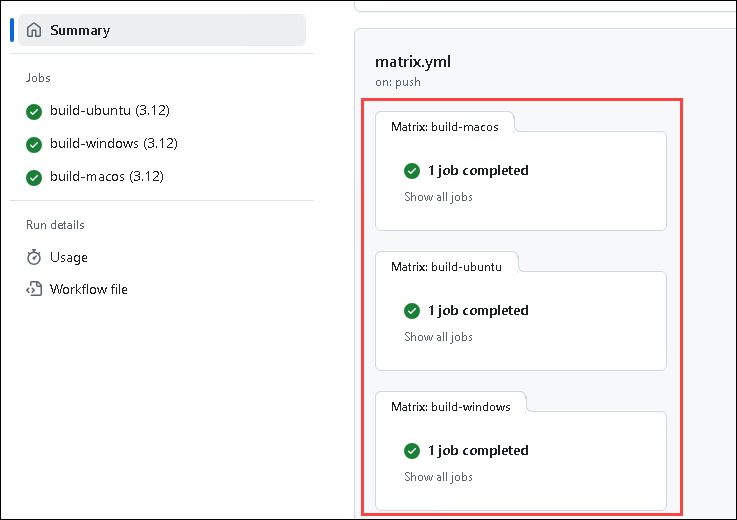 Summary
Jobs
build-ubuntu (3.12)
build-windows (3.12)
build-macos (3.12)
Run details
Usage
Workflow file
matrix.yml
on: push
Matrix: build-macos
1 job completed
Show all jobs
Matrix: build-ubuntu
1 job completed
Show all jobs
Matrix: build-windows
1 job completed
Show all jobs